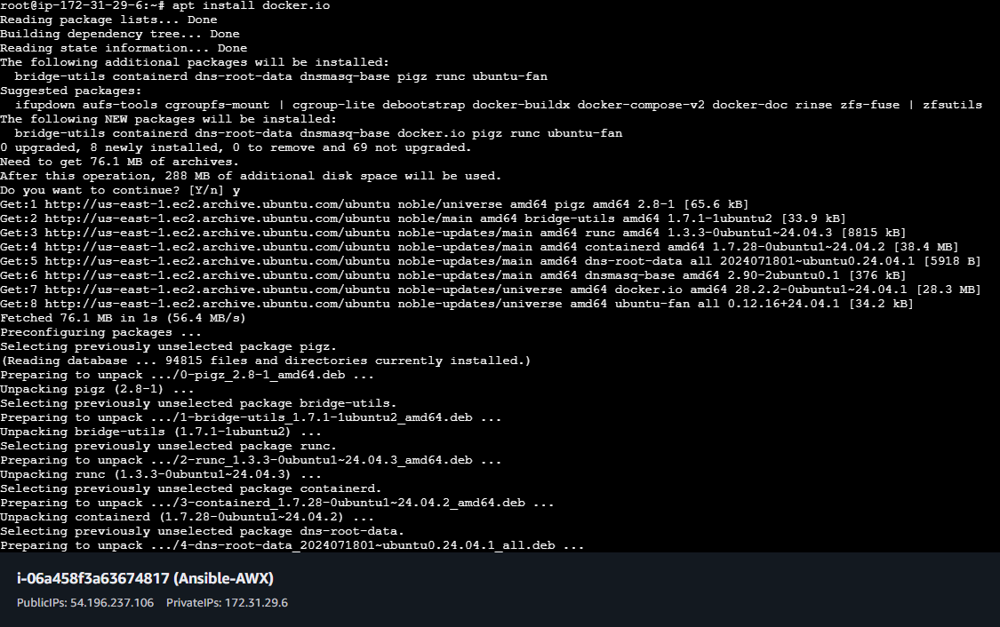 root@ip-172-31-29-6:~# apt install docker.io
Reading package lists... Done
Building dependency tree... Done
Reading state information... Done
The following additional packages will be installed:
  bridge-utils containerd dns-root-data dnsmasq-base pigz runc ubuntu-fan
Suggested packages:
  ifupdown aufs-tools cgroupfs-mount | cgroup-lite debootstrap docker-buildx docker-compose-v2 docker-doc rinse zfs-fuse | zfsutils
The following NEW packages will be installed:
  bridge-utils containerd dns-root-data dnsmasq-base docker.io pigz runc ubuntu-fan
0 upgraded, 8 newly installed, 0 to remove and 69 not upgraded.
Need to get 76.1 MB of archives.
After this operation, 288 MB of additional disk space will be used.
Do you want to continue? [Y/n] y
Get:1 http://us-east-1.ec2.archive.ubuntu.com/ubuntu noble/universe amd64 pigz amd64 2.8-1 [65.6 kB]
Get:2 http://us-east-1.ec2.archive.ubuntu.com/ubuntu noble/main amd64 bridge-utils amd64 1.7.1-1ubuntu2 [33.9 kB]
Get:3 http://us-east-1.ec2.archive.ubuntu.com/ubuntu noble-updates/main amd64 runc amd64 1.3.3-0ubuntu1~24.04.3 [8815 kB]
Get:4 http://us-east-1.ec2.archive.ubuntu.com/ubuntu noble-updates/main amd64 containerd amd64 1.7.28-0ubuntu1~24.04.2 [38.4 MB]
Get:5 http://us-east-1.ec2.archive.ubuntu.com/ubuntu noble-updates/main amd64 dns-root-data all 2024071801~ubuntu0.24.04.1 [5918 B]
Get:6 http://us-east-1.ec2.archive.ubuntu.com/ubuntu noble-updates/main amd64 dnsmasq-base amd64 2.90-2ubuntu0.1 [376 kB]
Get:7 http://us-east-1.ec2.archive.ubuntu.com/ubuntu noble-updates/universe amd64 docker.io amd64 28.2.2-0ubuntu1~24.04.1 [28.3 MB]
Get:8 http://us-east-1.ec2.archive.ubuntu.com/ubuntu noble-updates/universe amd64 ubuntu-fan all 0.12.16+24.04.1 [34.2 kB]
Fetched 76.1 MB in 1s (56.4 MB/s)
Preconfiguring packages ...
Selecting previously unselected package pigz.
(Reading database ... 94815 files and directories currently installed.)
Preparing to unpack .../0-pigz_2.8-1_amd64.deb ...
Unpacking pigz (2.8-1) ...
Selecting previously unselected package bridge-utils.
Preparing to unpack .../1-bridge-utils_1.7.1-1ubuntu2_amd64.deb ...
Unpacking bridge-utils (1.7.1-1ubuntu2) ...
Selecting previously unselected package runc.
Preparing to unpack .../2-runc_1.3.3-0ubuntu1~24.04.3_amd64.deb ...
Unpacking runc (1.3.3-0ubuntu1~24.04.3) ...
Selecting previously unselected package containerd.
Preparing to unpack .../3-containerd_1.7.28-0ubuntu1~24.04.2_amd64.deb ...
Unpacking containerd (1.7.28-0ubuntu1~24.04.2) ...
Selecting previously unselected package dns-root-data.
Preparing to unpack .../4-dns-root-data_2024071801~ubuntu0.24.04.1_all.deb ...
i-06a458f3a63674817 (Ansible-AWX)
PublicIPs: 54.196.237.106 PrivateIPs: 172.31.29.6